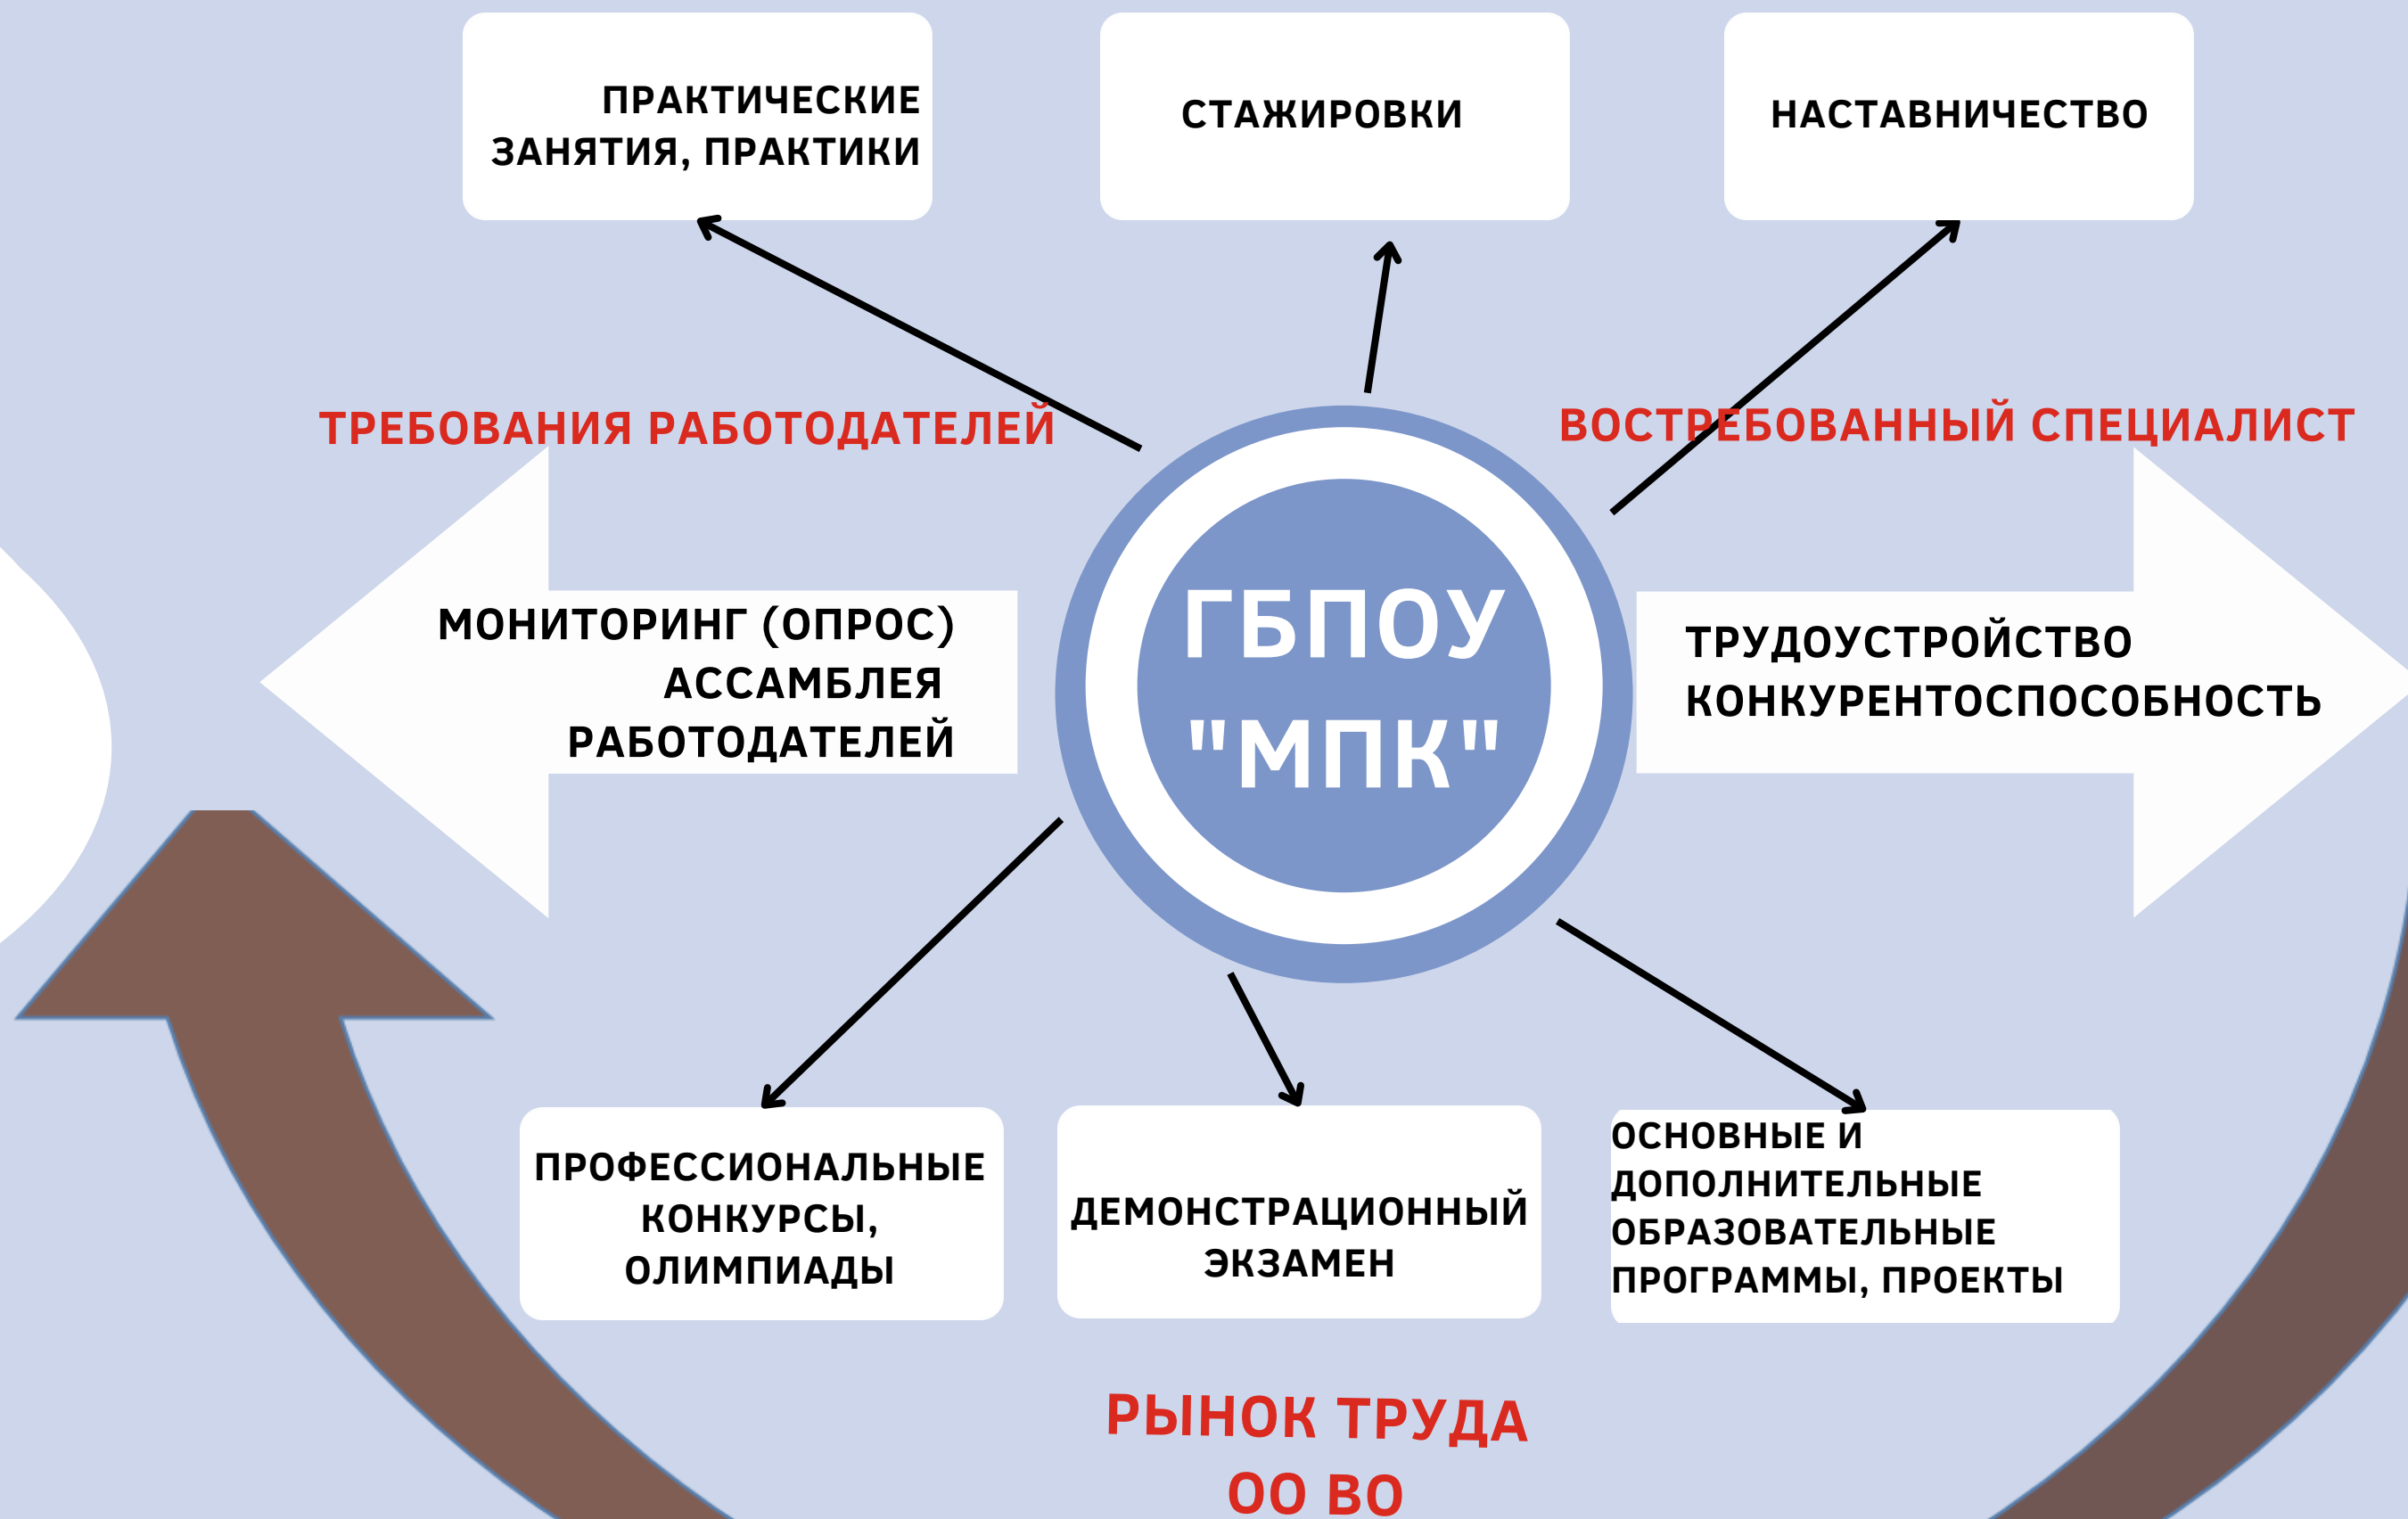 ПРАКТИЧЕСКИЕ
ЗАНЯТИЯ, ПРАКТИКИ
СТАЖИРОВКИ
НАСТАВНИЧЕСТВО
ТРЕБОВАНИЯ РАБОТОДАТЕЛЕЙ
ВОСТРЕБОВАННЫЙ СПЕЦИАЛИСТ
МОНИТОРИНГ (ОПРОС)
АССАМБЛЕЯ
РАБОТОДАТЕЛЕЙ
ГБПОУ
"МПК"
ТРУДОУСТРОЙСТВО
КОНКУРЕНТОСПОСОБНОСТЬ
ПРОФЕССИОНАЛЬНЫЕ
КОНКУРСЫ,
ОЛИМПИАДЫ
ДЕМОНСТРАЦИОННЫЙ
ЭКЗАМЕН
ОСНОВНЫЕ И
ДОПОЛНИТЕЛЬНЫЕ
ОБРАЗОВАТЕЛЬНЫЕ
ПРОГРАММЫ, ПРОЕКТЫ
РЫНОК ТРУДА
ОО ВО